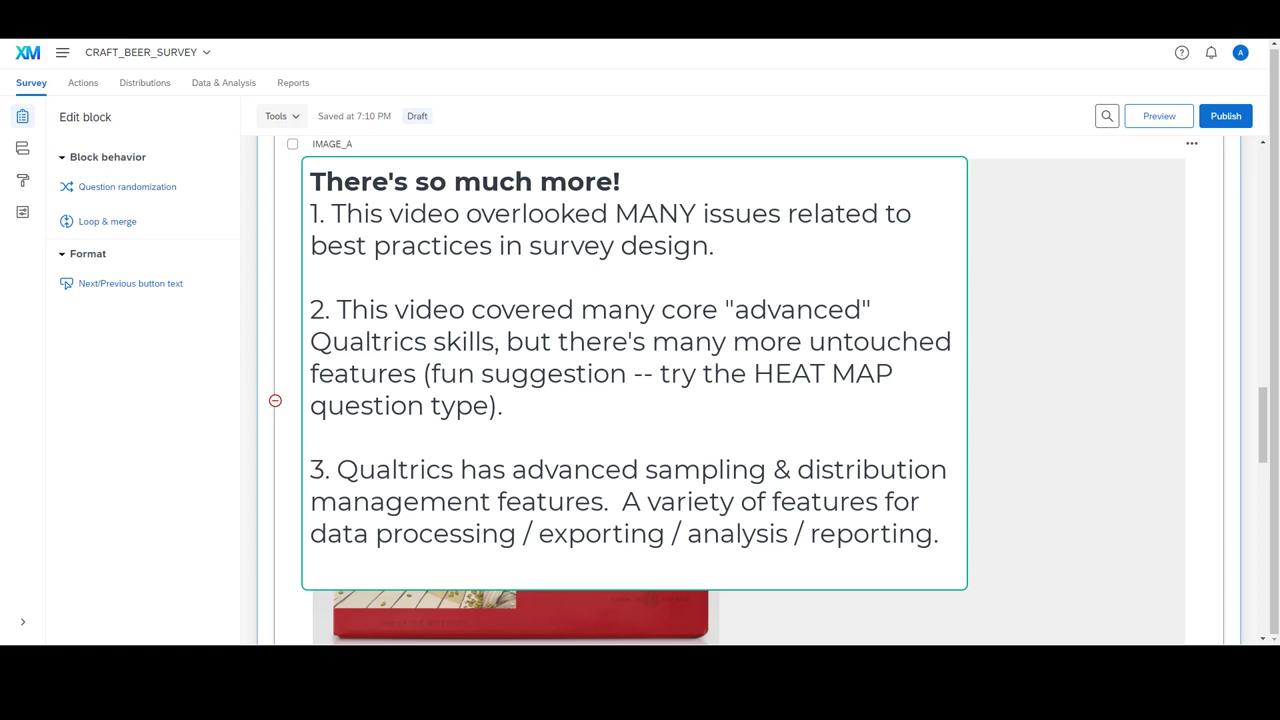 XM
CRAFT_BEER_SURVEY
A
Survey
Actions
Distributions
Data & Analysis
Reports
Edit block
Tools
Saved at 7:10 PM
Draft
Preview
Publish
Block behavior
Question randomization
Loop & merge
Format
Next/Previous button text
IMAGE_A
There's so much more!
1. This video overlooked MANY issues related to
best practices in survey design.
2. This video covered many core "advanced"
Qualtrics skills, but there's many more untouched
features (fun suggestion -- try the HEAT MAP
question type).
3. Qualtrics has advanced sampling & distribution
management features.  A variety of features for
data processing / exporting / analysis / reporting.